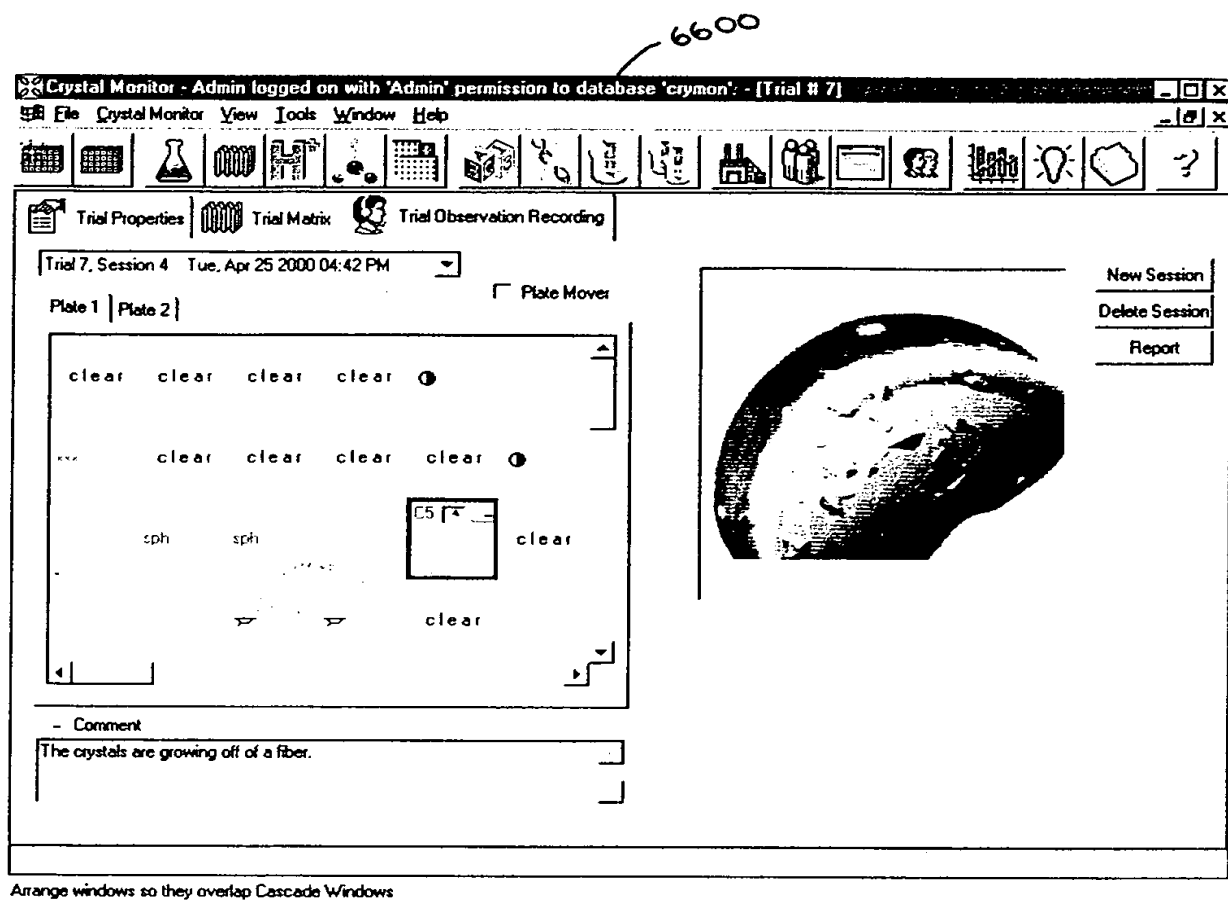 6600
Crystal Monitor - Admin logged on with 'Admin' permission to database 'crymon': - [Trial # 7]
File Crystal Monitor View Tools Window Help
Trial Properties Trial Matrix Trial Observation Recording
Trial 7, Session 4 Tue, Apr 25 2000 04:42 PM
New Session
Plate Mover
Plate 1 Plate 2
Delete Session
Report
clear clear clear clear
xxx clear clear clear clear
C5
sph sph clear
clear
- Comment
The crystals are growing off of a fiber.
Arrange windows so they overlap Cascade Windows